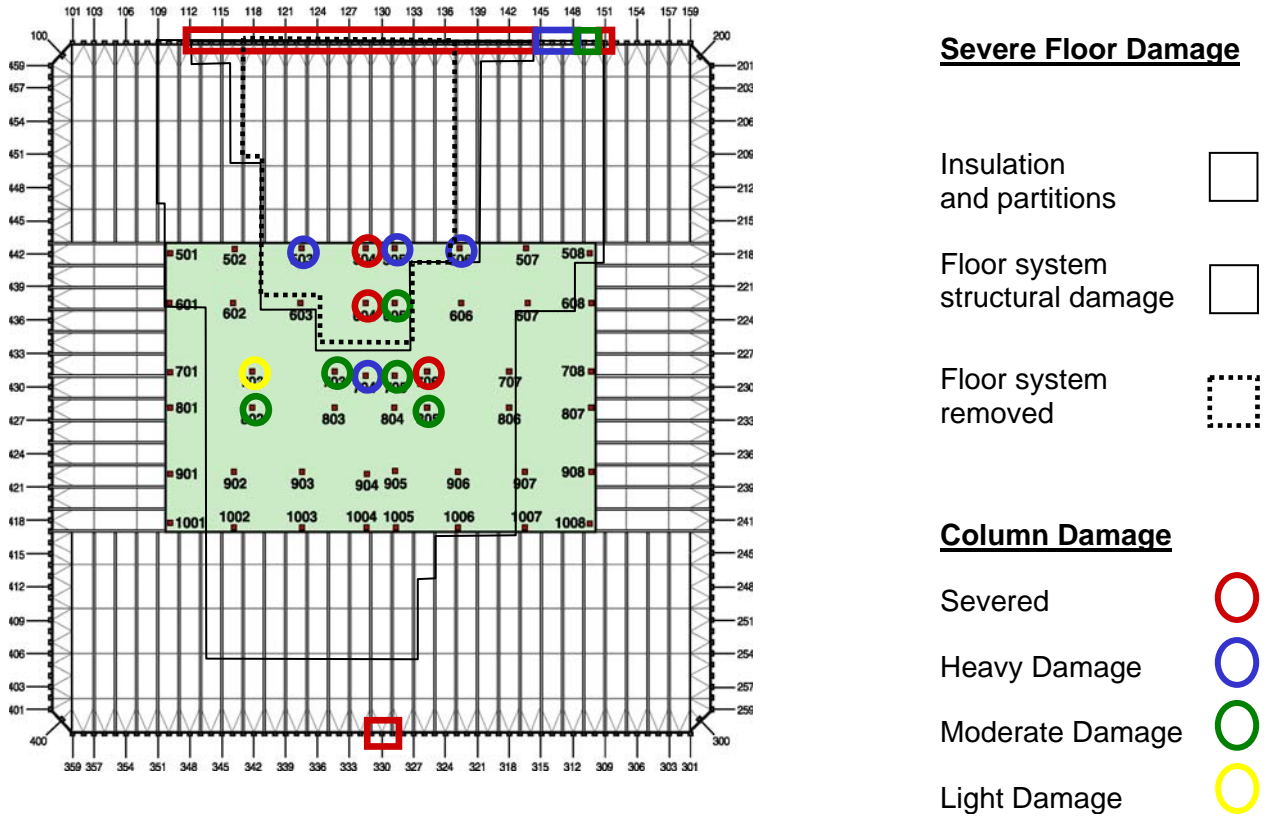 101 103 106 109 112 115 118 121 124 127 130 133 136 139 142 145 148 151 154 157 159
100
200
Severe Floor Damage
459 201
457 203
454 206
451 209
448 212
445 215
442 218
439 221
436 224
433 227
430 230
427 233
424 236
421 239
418 241
415 245
412 248
409 251
406 254
403 257
401 259
501 502 507 508
601 602 603 606 607 608
701 707 708
801 803 804 806 807
901 902 903 904 905 906 907 908
1001 1002 1003 1004 1005 1006 1007 1008
400
300
359 357 354 351 348 345 342 339 336 333 330 327 324 321 318 315 312 309 306 303 301
Insulation
and partitions
Floor system
structural damage
Floor system
removed
Column Damage
Severed
Heavy Damage
Moderate Damage
Light Damage